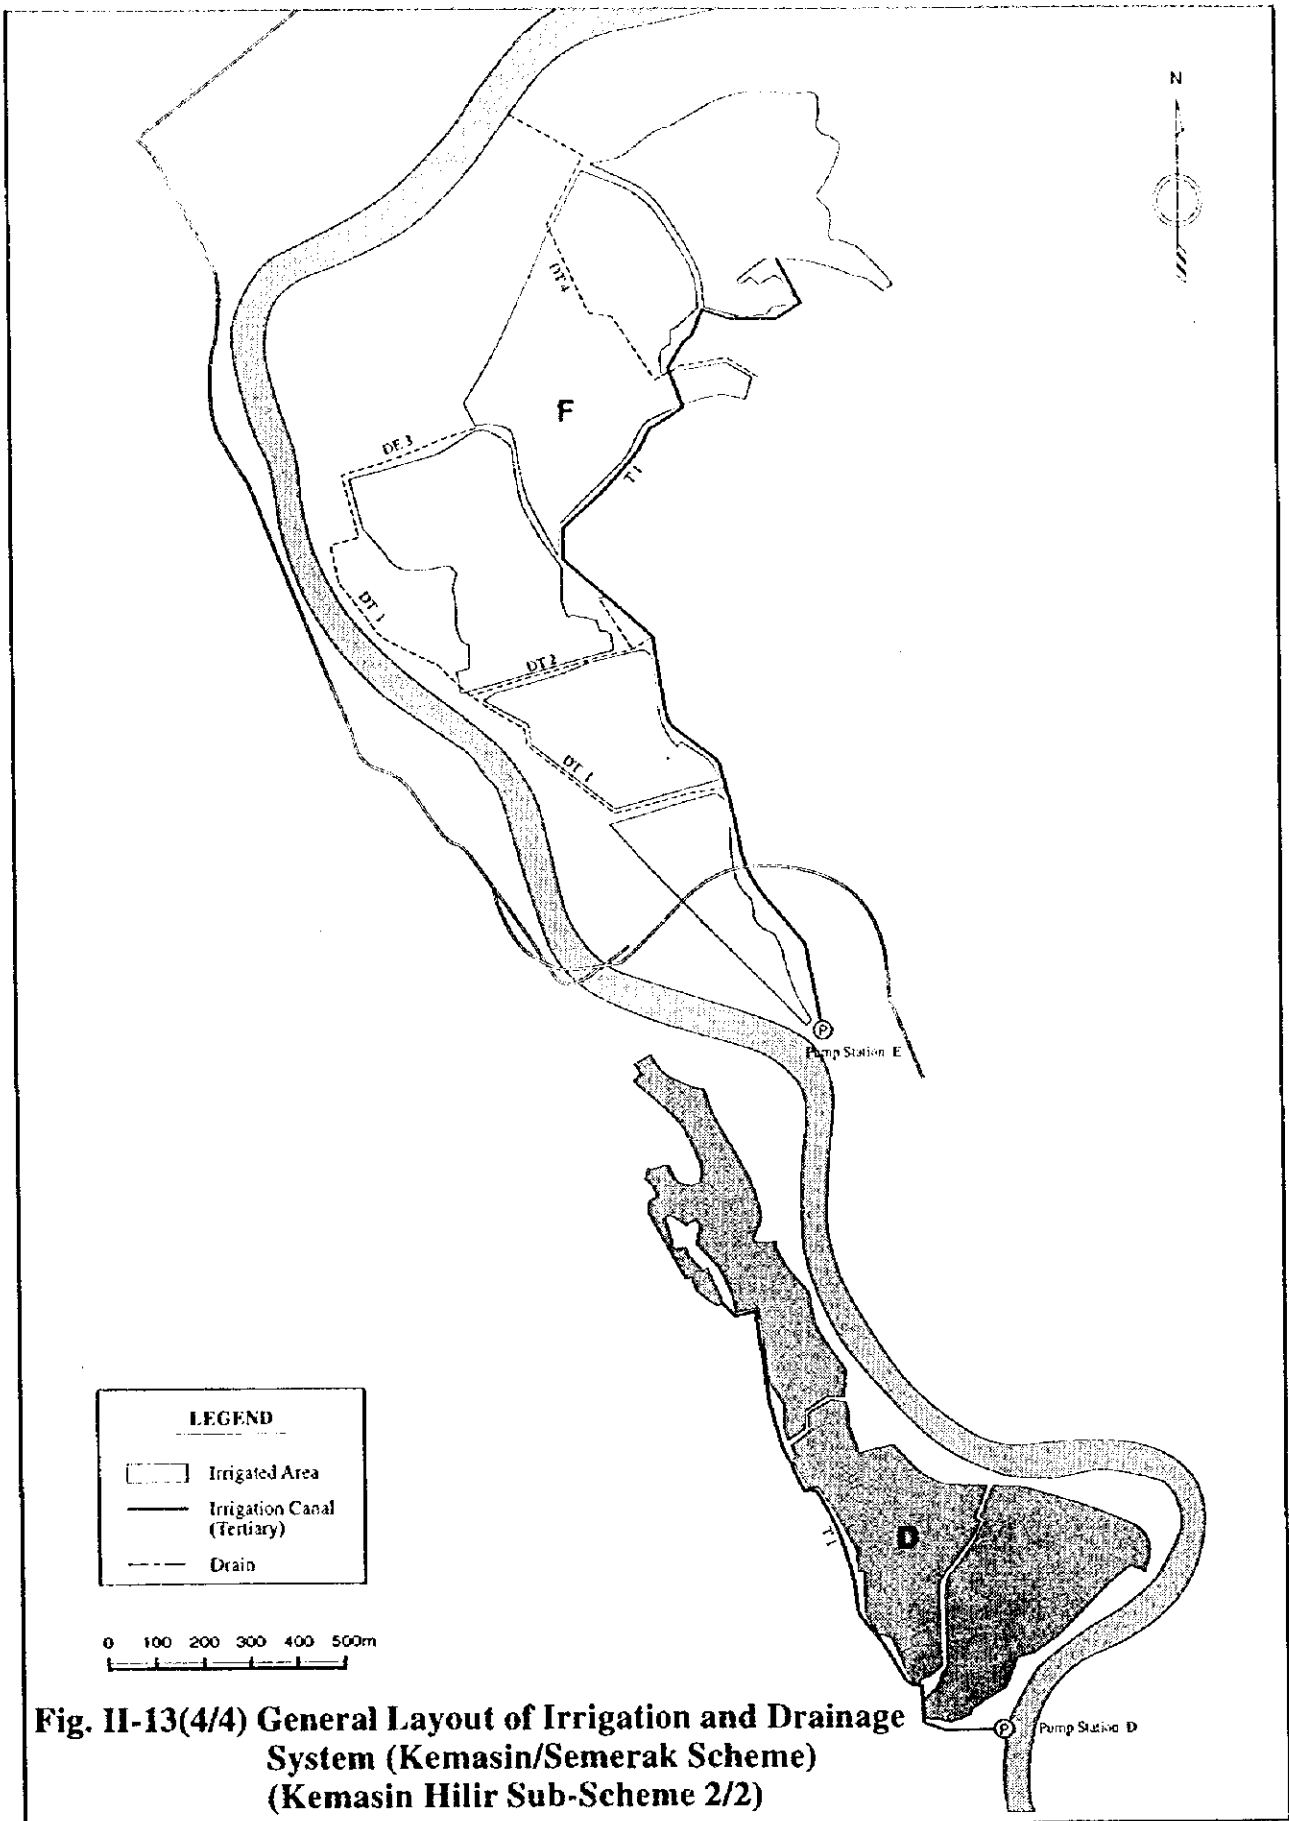 N
DT 4
F
DE 3
T 1
DT 1
DT 2
DT 1
P
Pump Station E
LEGEND
Irrigated Area
Irrigation Canal
(Tertiary)
Drain
T 1
D
0 100 200 300 400 500m
P
Pump Station D
Fig. II-13(4/4) General Layout of Irrigation and Drainage
System (Kemasin/Semerak Scheme)
(Kemasin Hilir Sub-Scheme 2/2)